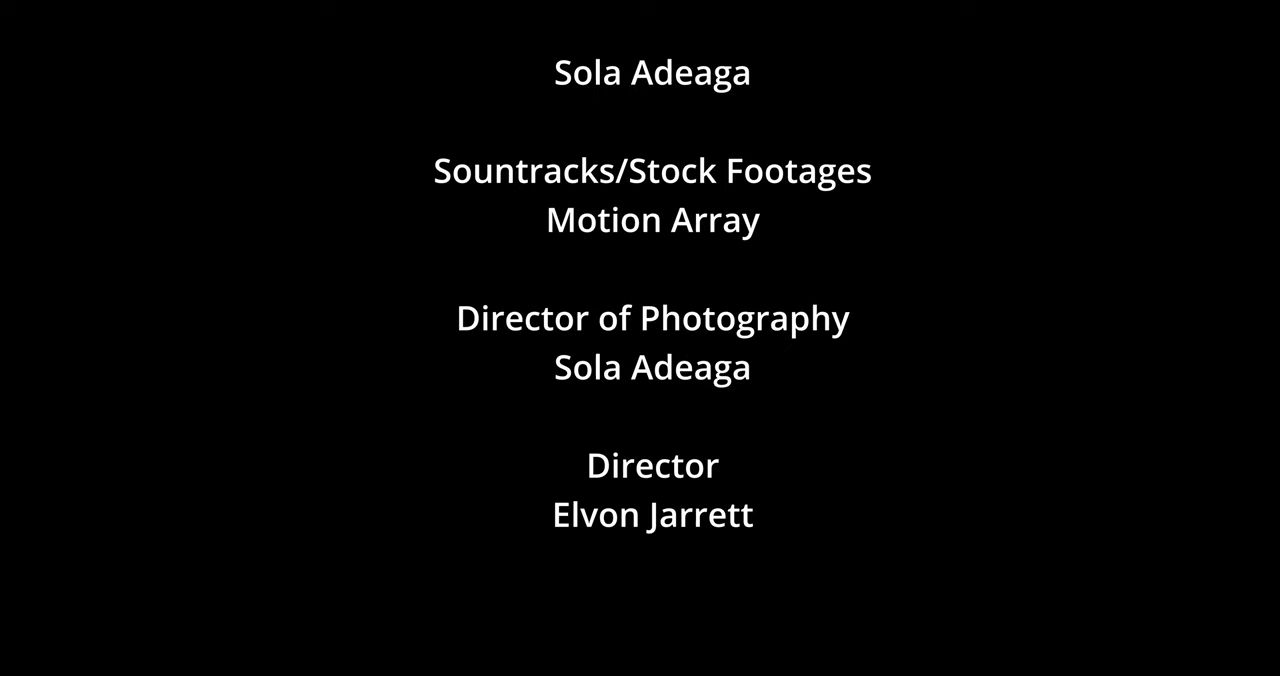 Sola Adeaga
Sountracks/Stock Footages
Motion Array
Director of Photography
Sola Adeaga
Director
Elvon Jarrett